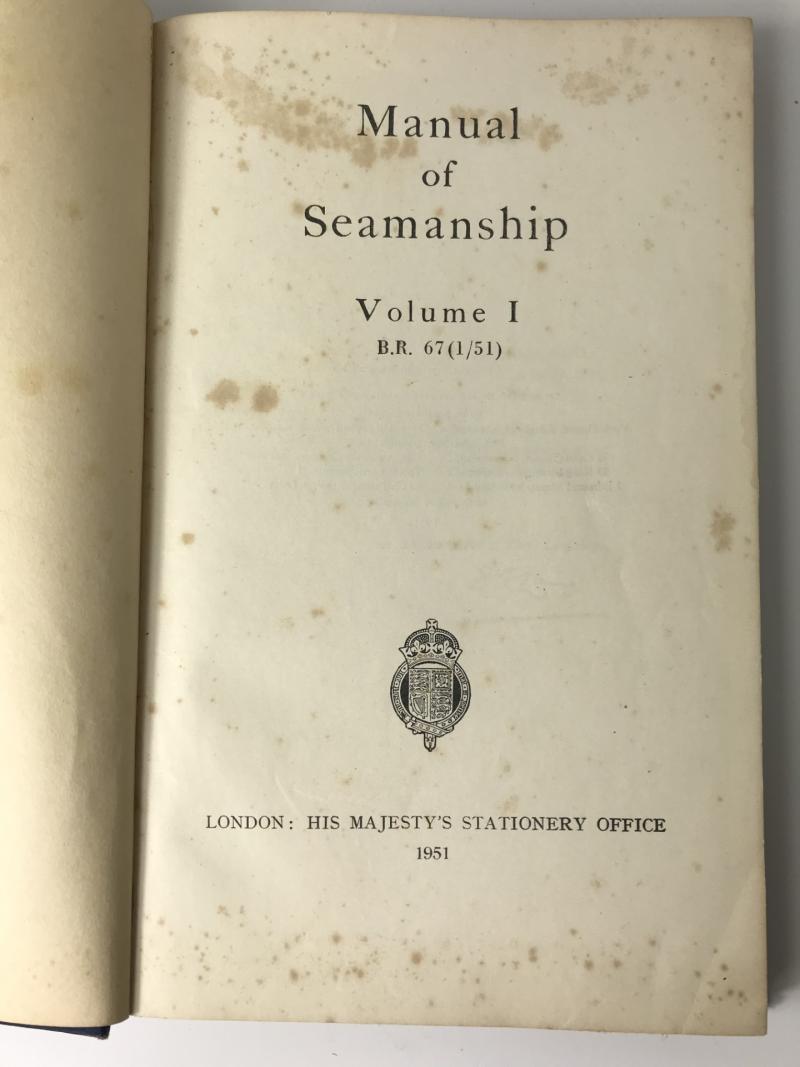 Manual
of
Seamanship
Volume I
B.R. 67(1/51)
LONDON: HIS MAJESTY'S STATIONERY OFFICE
1951